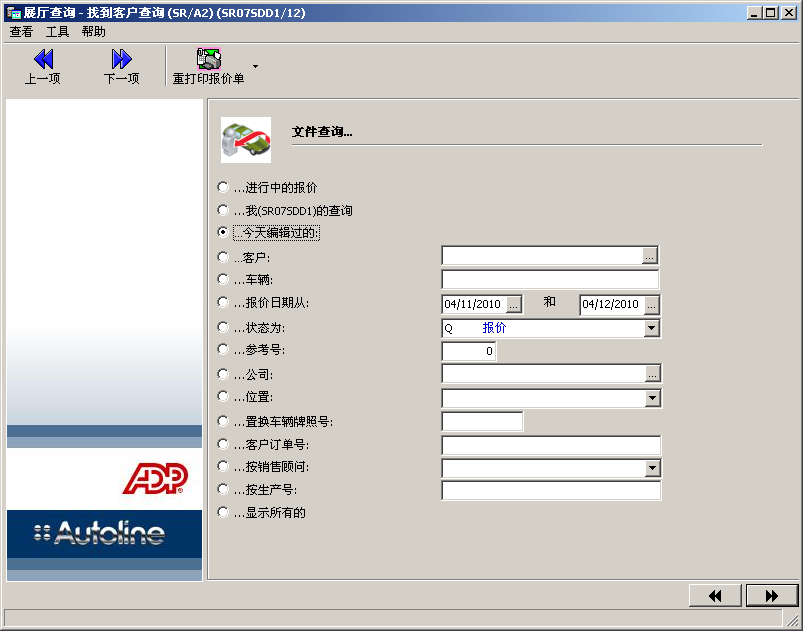 展厅查询 - 找到客户查询 (SR/A2) (SR07SDD1/12)
查看 工具 帮助
上一项 下一项 重打印报价单
文件查询...
...进行中的报价
...我(SR07SDD1)的查询
...今天编辑过的:
...客户: ...
...车辆:
...报价日期从: 04/11/2010 ... 和 04/12/2010 ...
...状态为: Q 报价
...参考号: 0
...公司: ...
...位置:
...置换车辆牌照号:
...客户订单号:
...按销售顾问:
...按生产号:
...显示所有的
ADP
Autoline